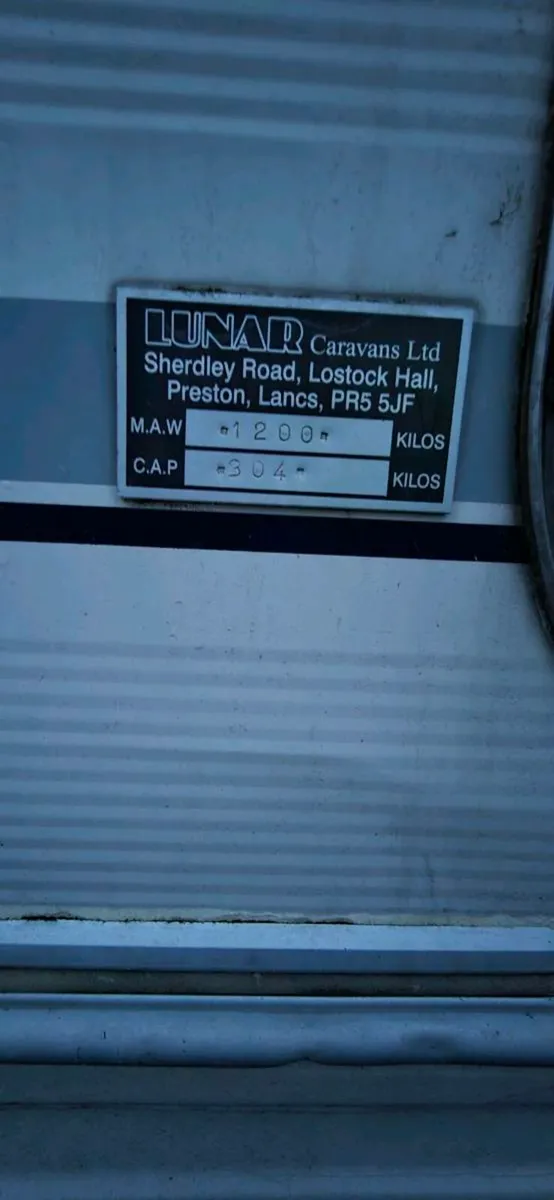 LUNAR Caravans Ltd
Sherdley Road, Lostock Hall,
Preston, Lancs, PR5 5JF
M.A.W *1200* KILOS
C.A.P *304* KILOS